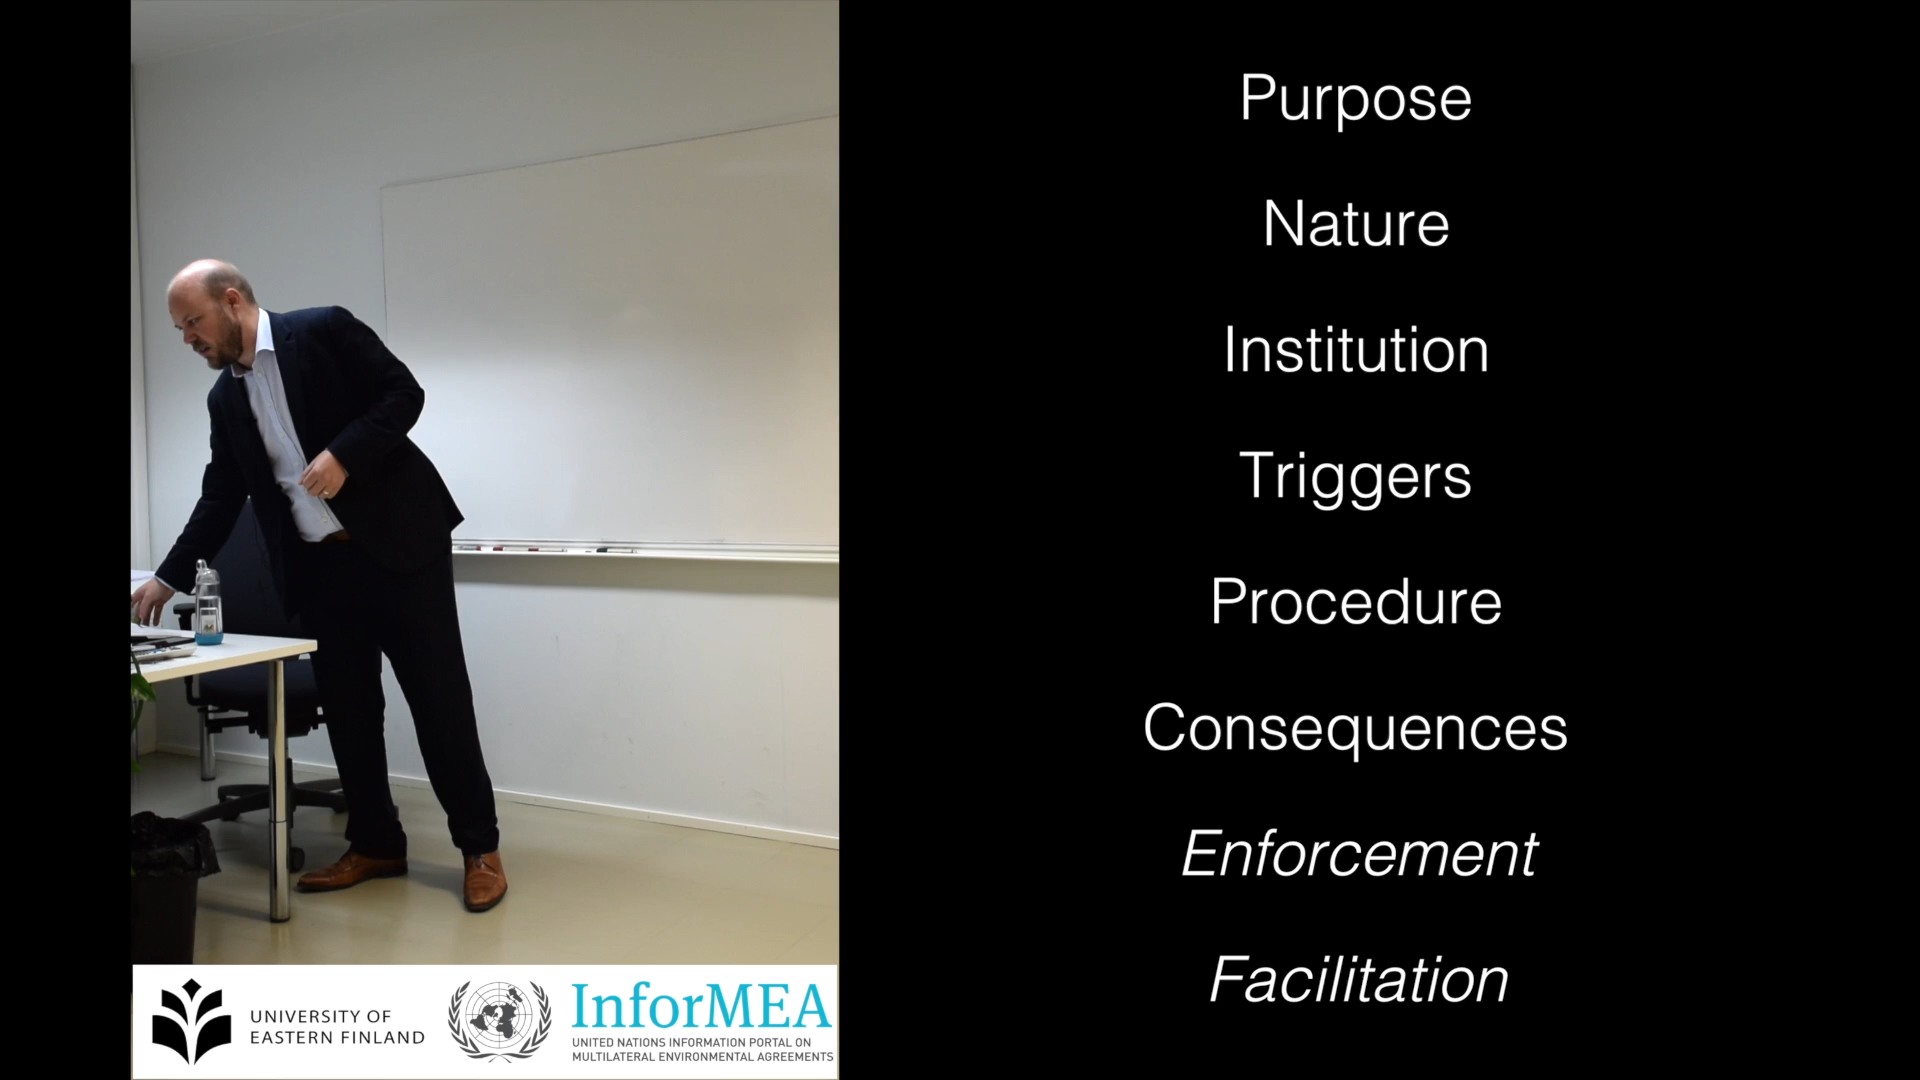 Purpose
Nature
Institution
Triggers
Procedure
Consequences
Enforcement
Facilitation
UNIVERSITY OF
EASTERN FINLAND
InforMEA
UNITED NATIONS INFORMATION PORTAL ON
MULTILATERAL ENVIRONMENTAL AGREEMENTS